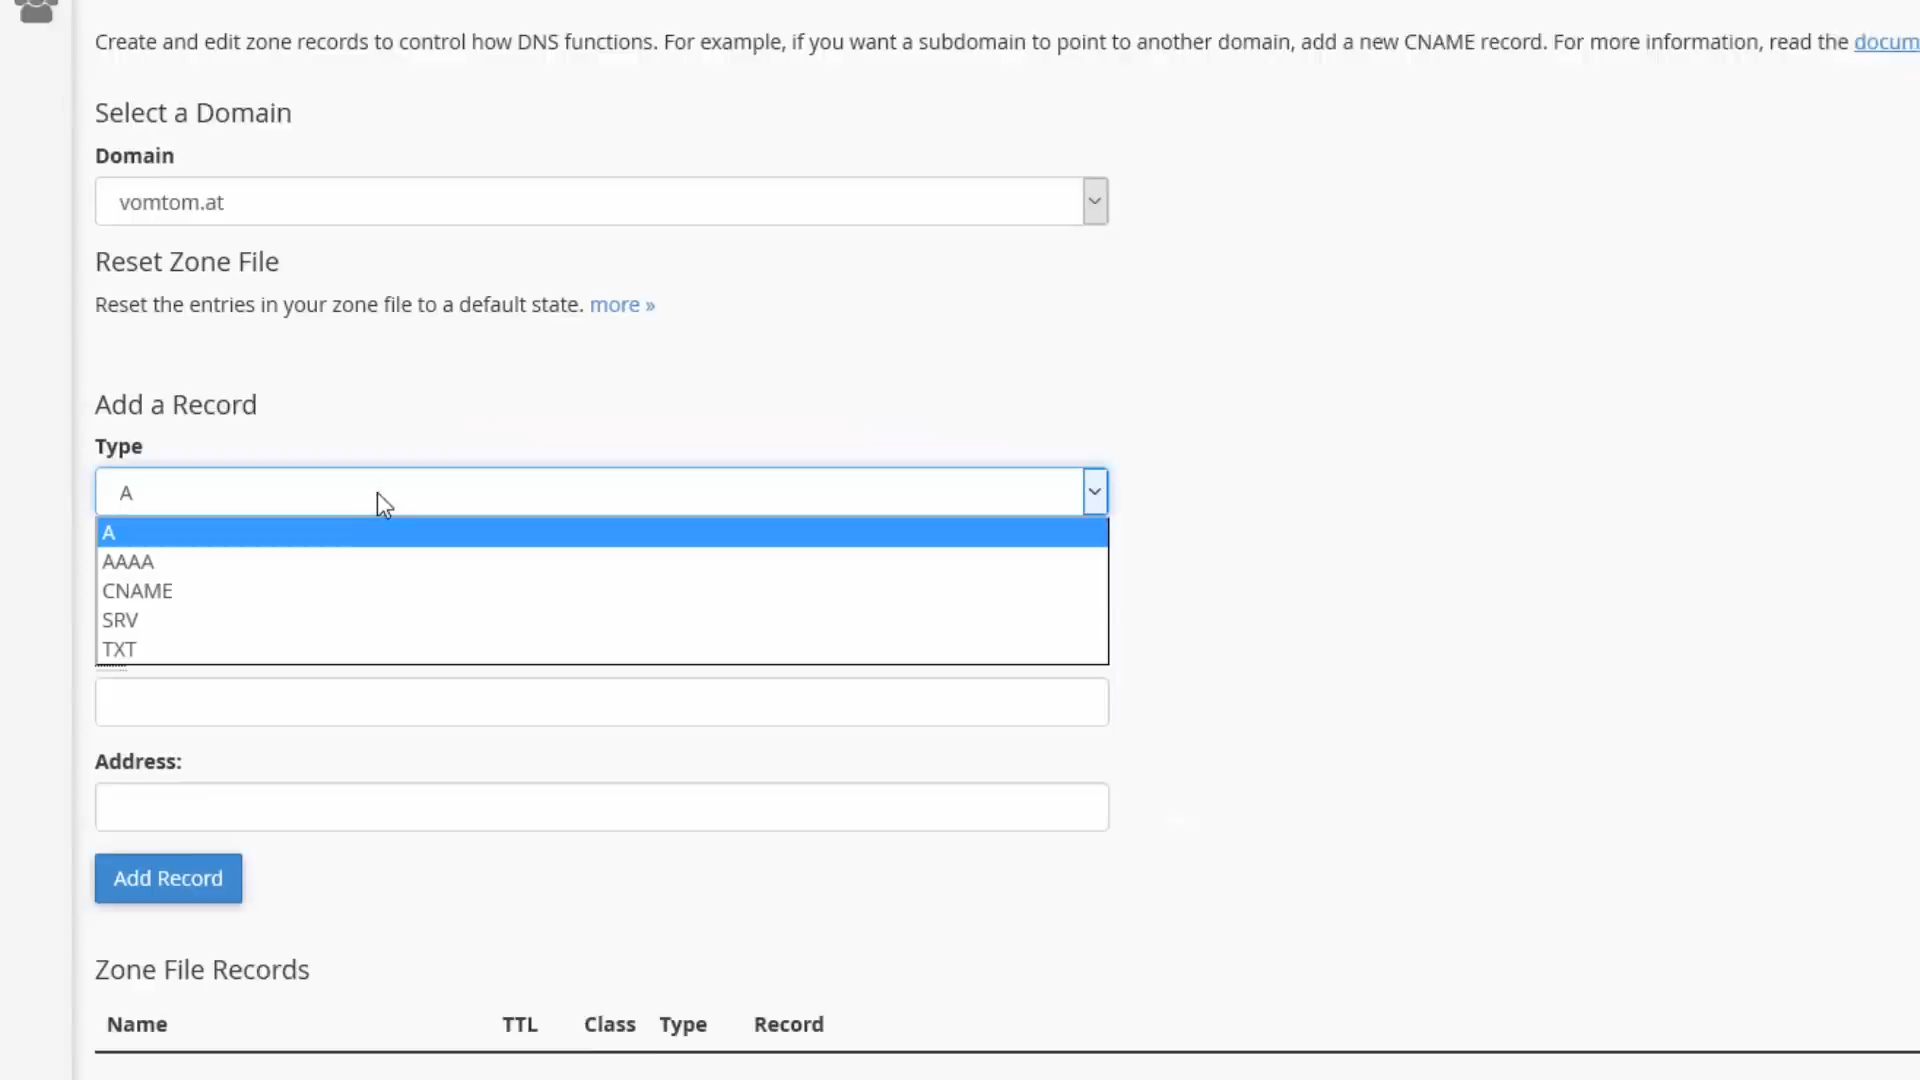 Create and edit zone records to control how DNS functions. For example, if you want a subdomain to point to another domain, add a new CNAME record. For more information, read the docum
Select a Domain
Domain
vomtom.at
Reset Zone File
Reset the entries in your zone file to a default state. more »
Add a Record
Type
A
A
AAAA
CNAME
SRV
TXT
Address:
Add Record
Zone File Records
Name TTL Class Type Record